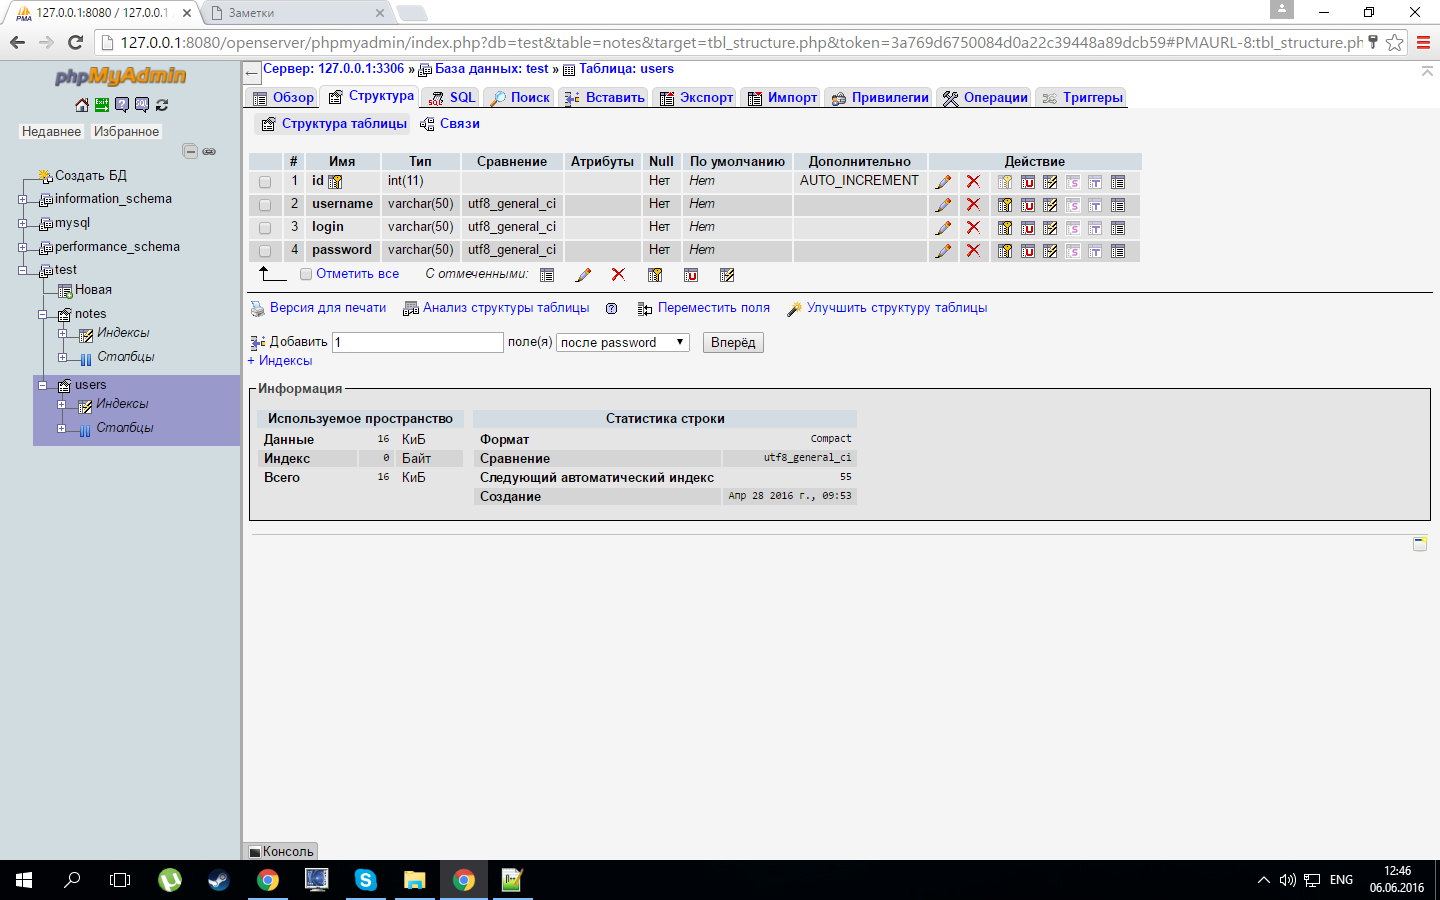 127.0.0.1:8080 / 127.0.0.1
Заметки
127.0.0.1:8080/openserver/phpmyadmin/index.php?db=test&table=notes&target=tbl_structure.php&token=3a769d6750084d0a22c39448a89dcb59#PMAURL-8:tbl_structure.ph
phpMyAdmin
Недавнее Избранное
Создать БД
information_schema
mysql
performance_schema
test
Новая
notes
Индексы
Столбцы
users
Индексы
Столбцы
Сервер: 127.0.0.1:3306 » База данных: test » Таблица: users
Обзор Структура SQL Поиск Вставить Экспорт Импорт Привилегии Операции Триггеры
Структура таблицы Связи
# Имя Тип Сравнение Атрибуты Null По умолчанию Дополнительно Действие
1 id int(11) Нет Нет AUTO_INCREMENT
2 username varchar(50) utf8_general_ci Нет Нет
3 login varchar(50) utf8_general_ci Нет Нет
4 password varchar(50) utf8_general_ci Нет Нет
Отметить все С отмеченными:
Версия для печати Анализ структуры таблицы Переместить поля Улучшить структуру таблицы
Добавить 1 поле(я) после password Вперёд
+ Индексы
Информация
Используемое пространство
Данные 16 КиБ
Индекс 0 Байт
Всего 16 КиБ
Статистика строки
Формат Compact
Сравнение utf8_general_ci
Следующий автоматический индекс 55
Создание Апр 28 2016 г., 09:53
Консоль
ENG
12:46
06.06.2016